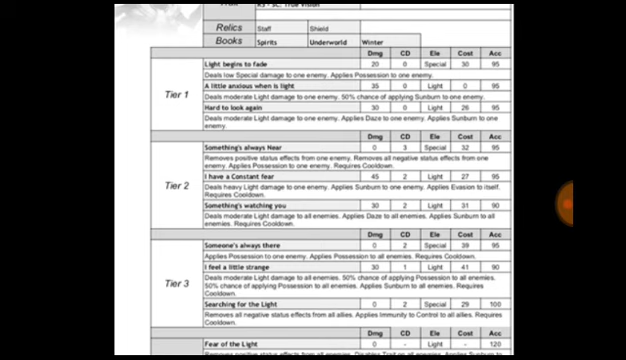 Relics Staff Shield
Books Spirits Underworld Winter
Dmg CD Ele Cost Acc
Tier 1
Light begins to fade 20 0 Special 30 95
Deals low Special damage to one enemy. Applies Possession to one enemy.
A little anxious when is light 35 0 Light 0 95
Deals moderate Light damage to one enemy. 50% chance of applying Sunburn to one enemy.
Hard to look again 30 0 Light 26 95
Deals moderate Light damage to one enemy. Applies Daze to one enemy. Applies Sunburn to one
enemy.
Dmg CD Ele Cost Acc
Tier 2
Something's always Near 0 3 Special 32 95
Removes positive status effects from one enemy. Removes all negative status effects from one
enemy. Applies Possession to one enemy. Requires Cooldown.
I have a Constant fear 45 2 Light 27 95
Deals heavy Light damage to one enemy. Applies Sunburn to one enemy. Applies Evasion to itself.
Requires Cooldown.
Something's watching you 30 2 Light 31 90
Deals moderate Light damage to all enemies. Applies Daze to all enemies. Applies Sunburn to all
enemies. Requires Cooldown.
Dmg CD Ele Cost Acc
Tier 3
Someone's always there 0 2 Special 39 95
Applies Possession to one enemy. Applies Possession to all enemies. Requires Cooldown.
I feel a little strange 30 1 Light 41 90
Deals moderate Light damage to all enemies. 50% chance of applying Possession to all enemies.
50% chance of applying Possession to all enemies. Applies Sunburn to all enemies. Requires
Cooldown.
Searching for the Light 0 2 Special 29 100
Removes all negative status effects from all allies. Applies Immunity to Control to all allies. Requires
Cooldown.
Dmg CD Ele Cost Acc
Fear of the Light 0 - Light - 120